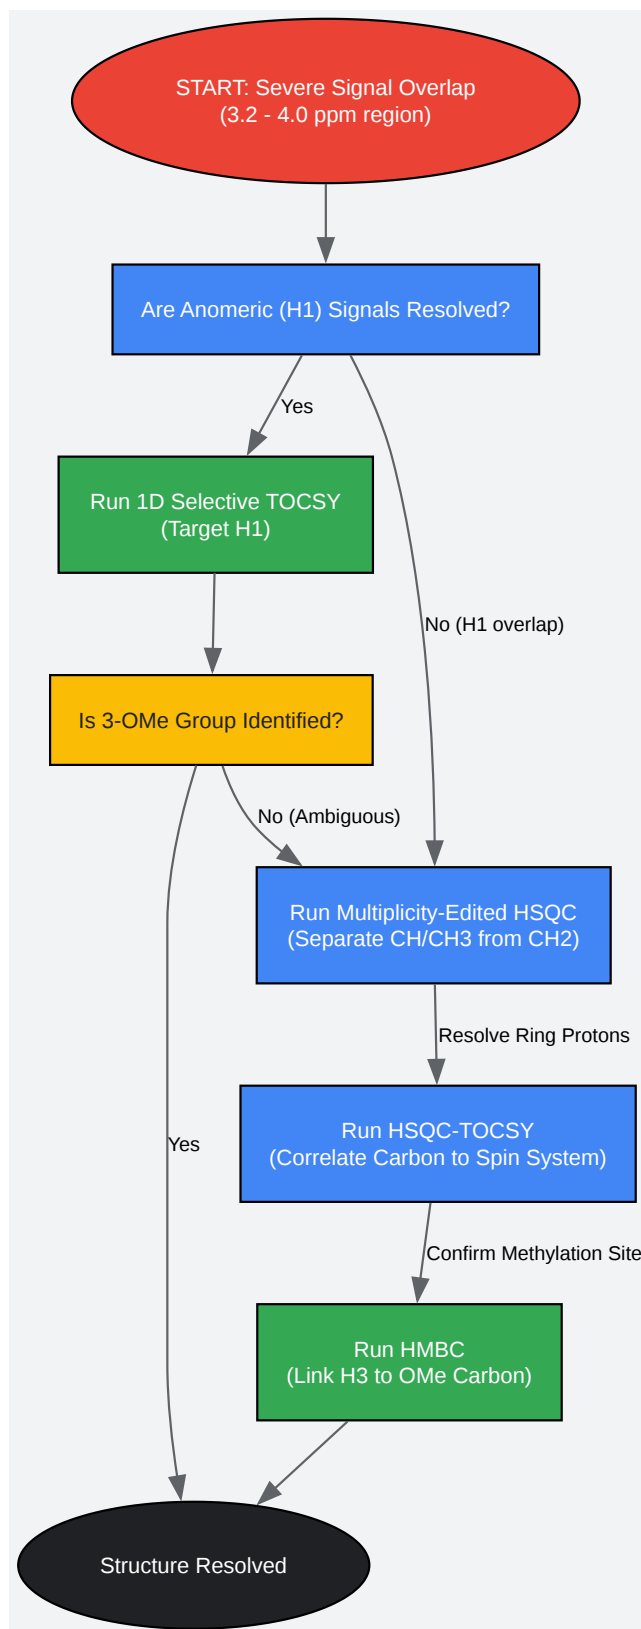 START: Severe Signal Overlap
(3.2 - 4.0 ppm region)
Are Anomeric (H1) Signals Resolved?
Yes
Run 1D Selective TOCSY
(Target H1)
No (H1 overlap)
Is 3-OMe Group Identified?
No (Ambiguous)
Run Multiplicity-Edited HSQC
(Separate CH/CH3 from CH2)
Resolve Ring Protons
Run HSQC-TOCSY
(Correlate Carbon to Spin System)
Yes
Confirm Methylation Site
Run HMBC
(Link H3 to OMe Carbon)
Structure Resolved